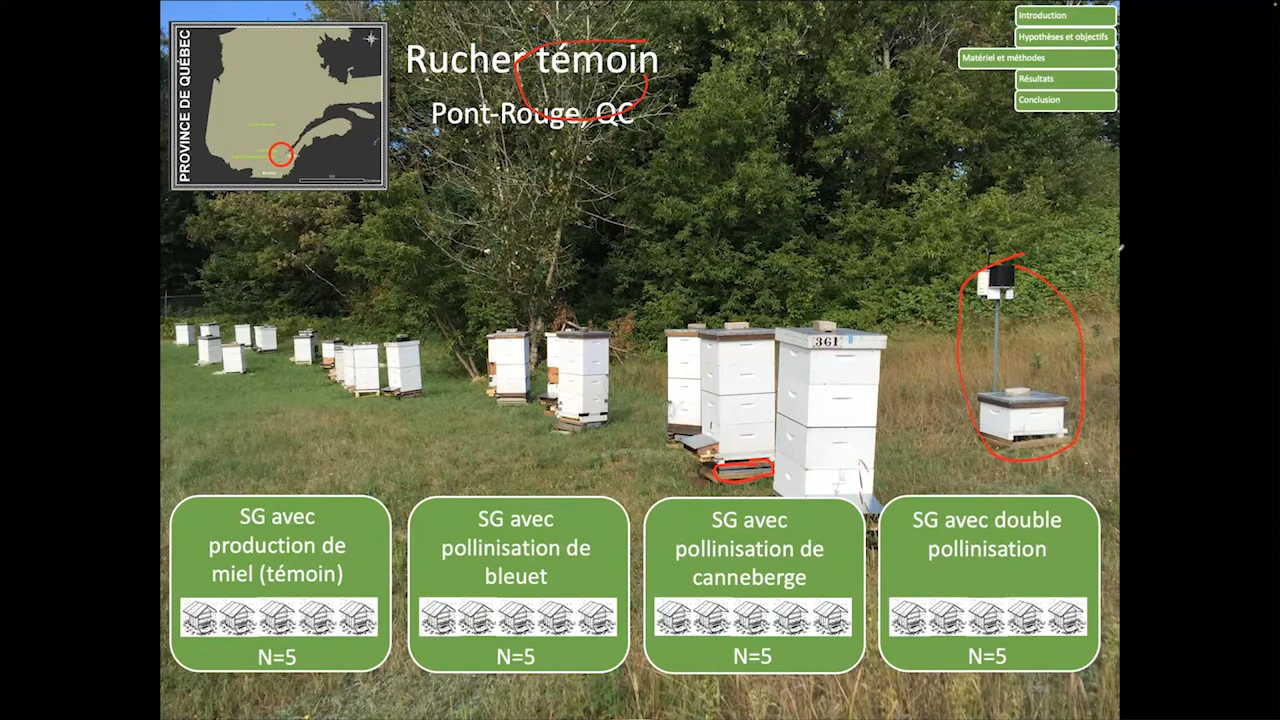 PROVINCE DE QUÉBEC
Rucher témoin
Pont-Rouge, QC
Introduction
Hypothèses et objectifs
Matériel et méthodes
Résultats
Conclusion
361
SG avec
production de
miel (témoin)
N=5
SG avec
pollinisation de
bleuet
N=5
SG avec
pollinisation de
canneberge
N=5
SG avec double
pollinisation
N=5